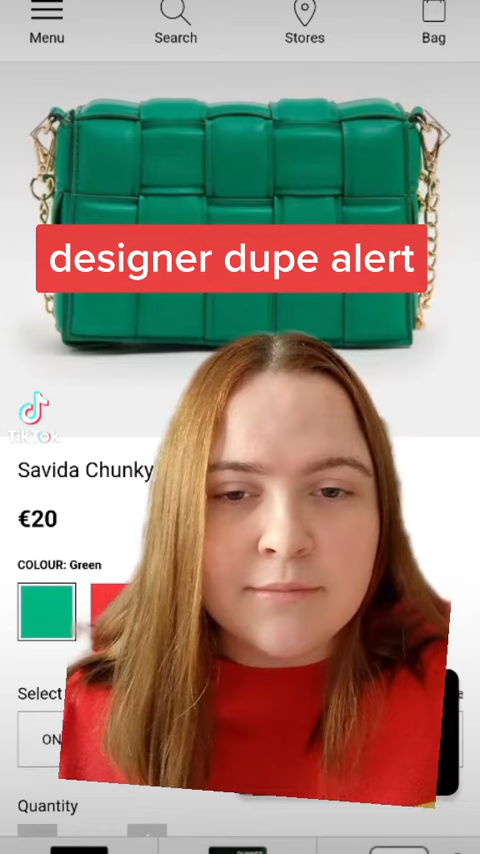 Menu Search Stores Bag
designer dupe alert
TikTok
Savida Chunky
€20
COLOUR: Green
Select
ON
Quantity